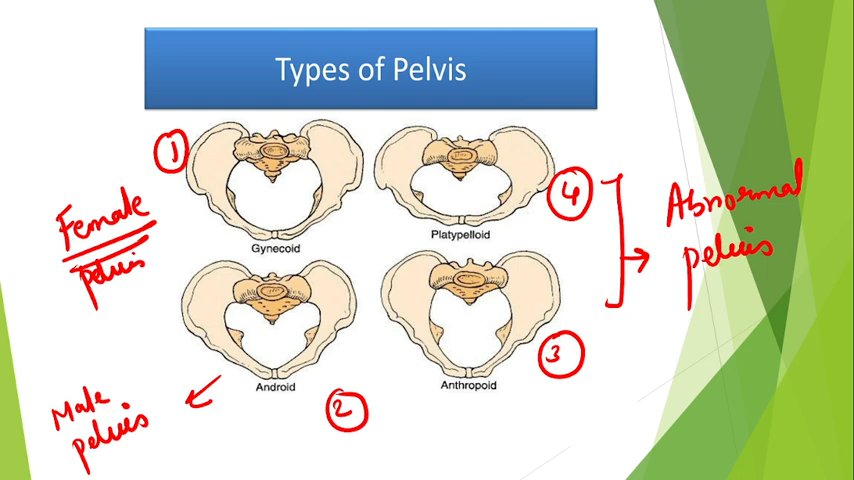 Types of Pelvis
1
Female
pelvis
Gynecoid
4
Platypelloid
Abnormal
pelvis
Android
2
Male
pelvis
Anthropoid
3